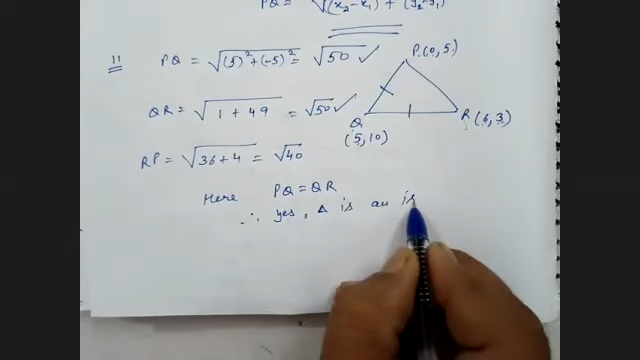 PQ = √(x₂-x₁)² + (y₂-y₁)²
11
PQ = √(5)² + (-5)² = √50 ✓
P(0, 5)
QR = √1 + 49 = √50 ✓
Q
(5, 10)
R (6, 3)
RP = √36 + 4 = √40
Here PQ = QR
∴ yes, Δ is an is